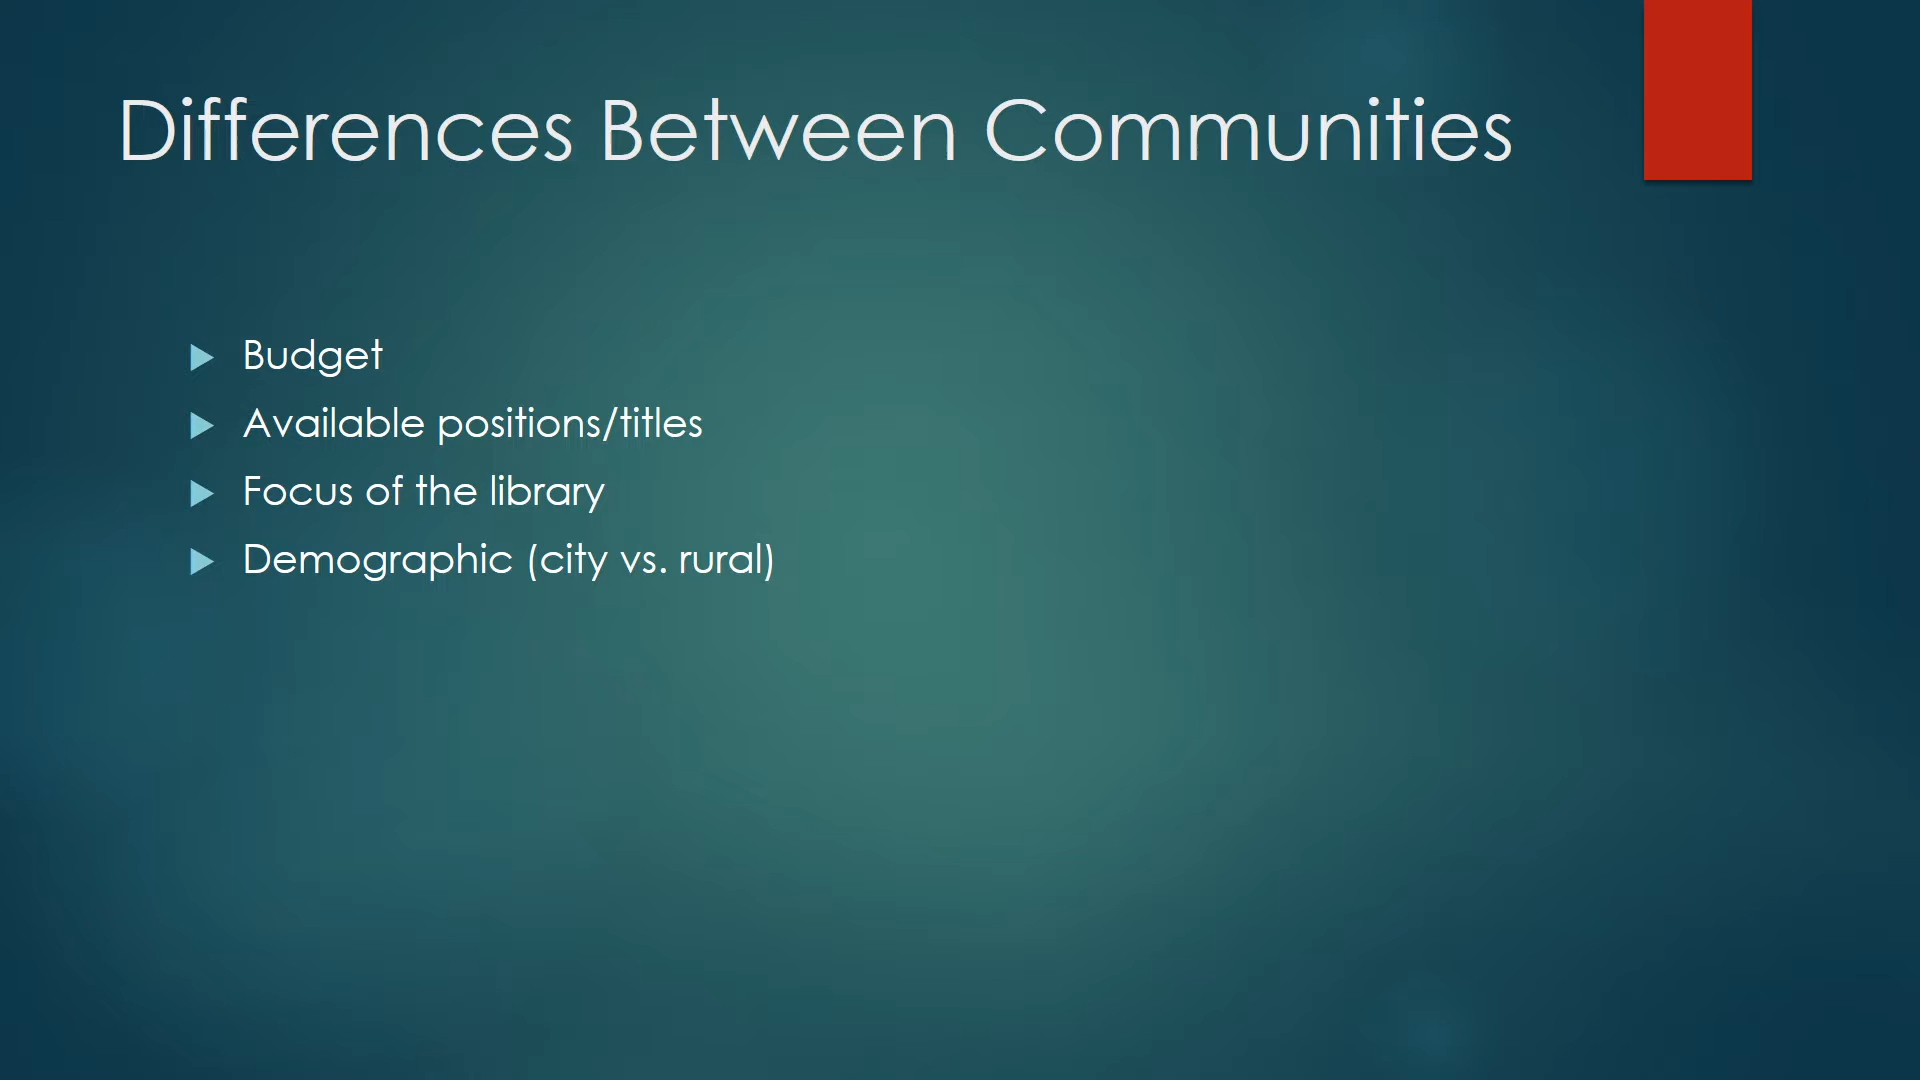 Differences Between Communities
Budget
Available positions/titles
Focus of the library
Demographic (city vs. rural)